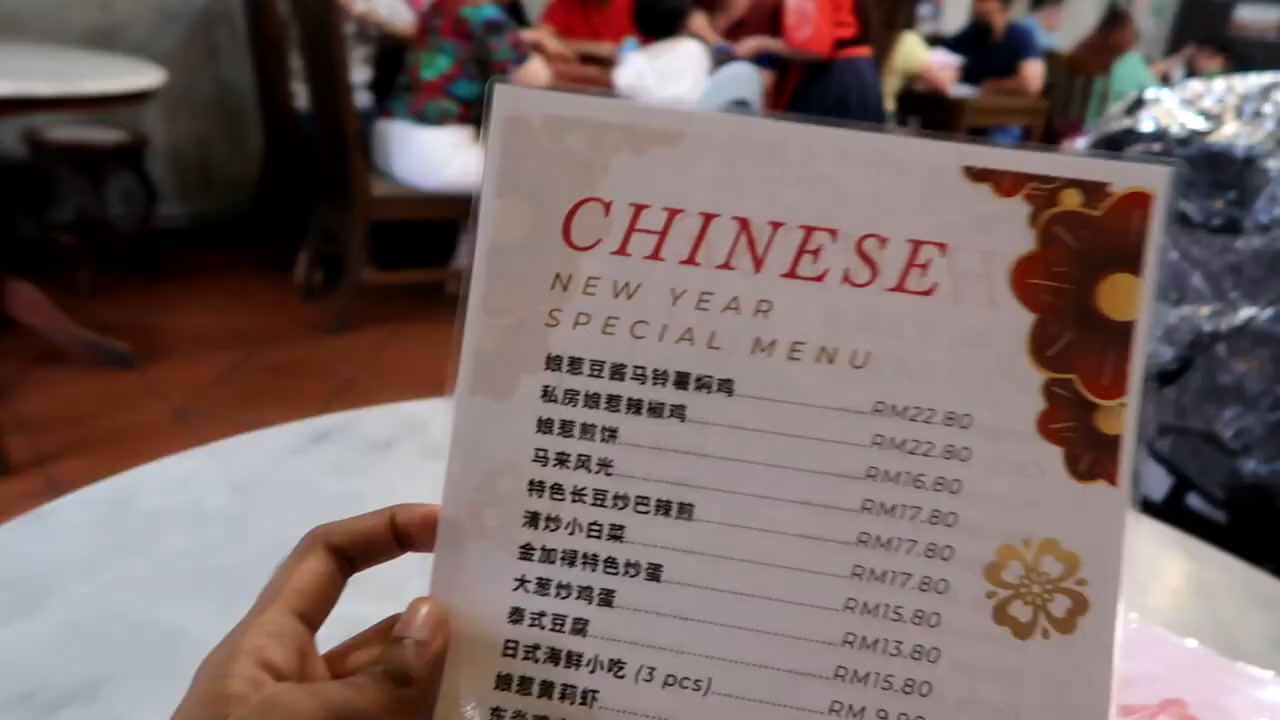 CHINESE
NEW YEAR
SPECIAL MENU
娘惹豆酱马铃薯焖鸡 RM22.80
私房娘惹辣椒鸡 RM22.80
娘惹煎饼 RM16.80
马来风光 RM17.80
特色长豆炒巴辣煎 RM17.80
清炒小白菜 RM17.80
金加禄特色炒蛋 RM15.80
大葱炒鸡蛋 RM13.80
泰式豆腐 RM15.80
日式海鲜小吃 (3 pcs) RM 9.80
娘惹黄莉虾